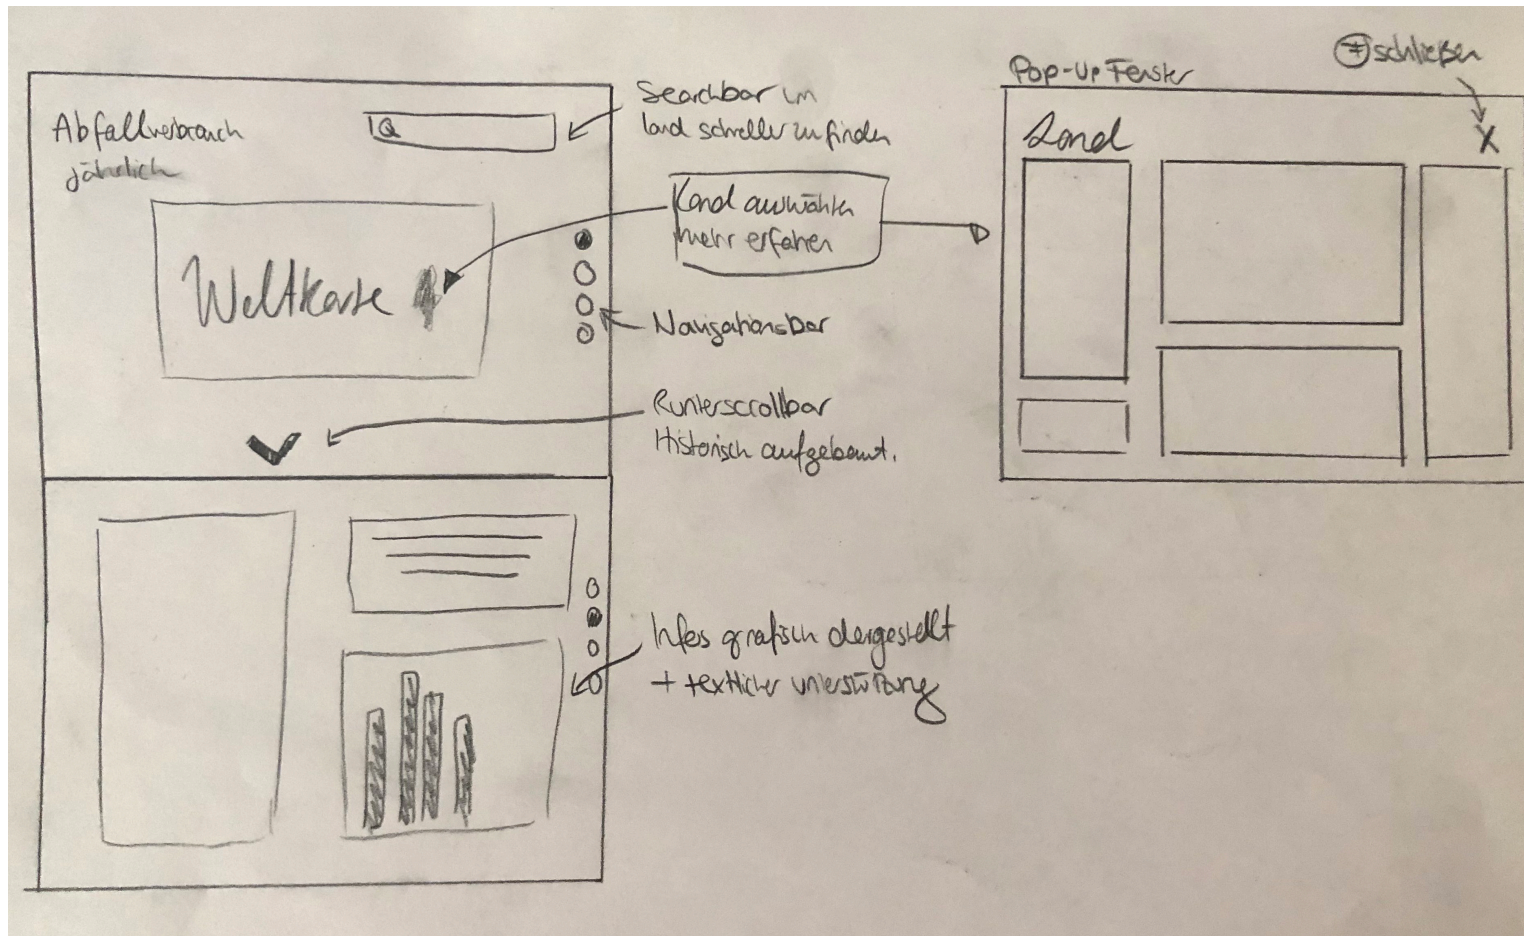 Abfallverbrauch
jährlich
Searchbar um
land schneller zu finden
Weltkarte
Land auswählen
mehr erfahren
Navigationsbar
Runterscrollbar
Historisch aufgebaut.
Infos grafisch dargestellt
+ textlicher unterstützung
Pop-Up Fenster
schließen
Land
X